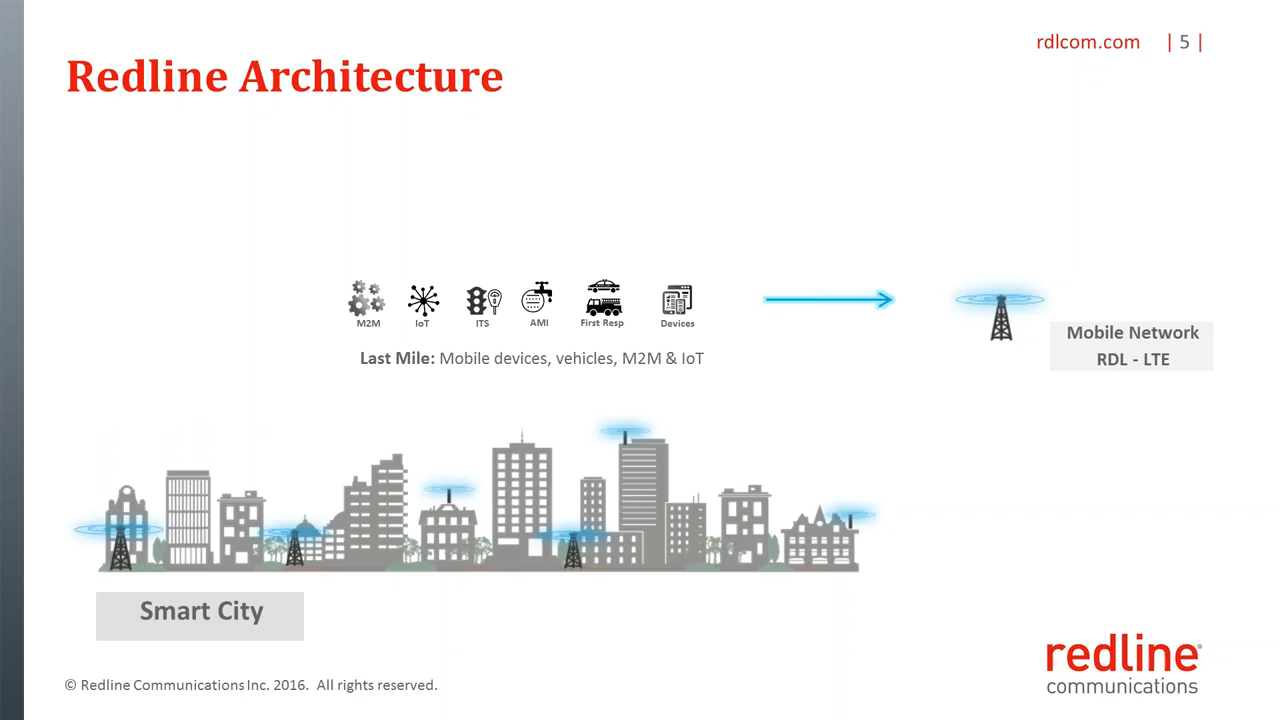 rdlcom.com | 5 |
Redline Architecture
M2M IoT ITS AMI First Resp Devices
Last Mile: Mobile devices, vehicles, M2M & IoT
Mobile Network
RDL - LTE
Smart City
© Redline Communications Inc. 2016. All rights reserved.
redline®
communications